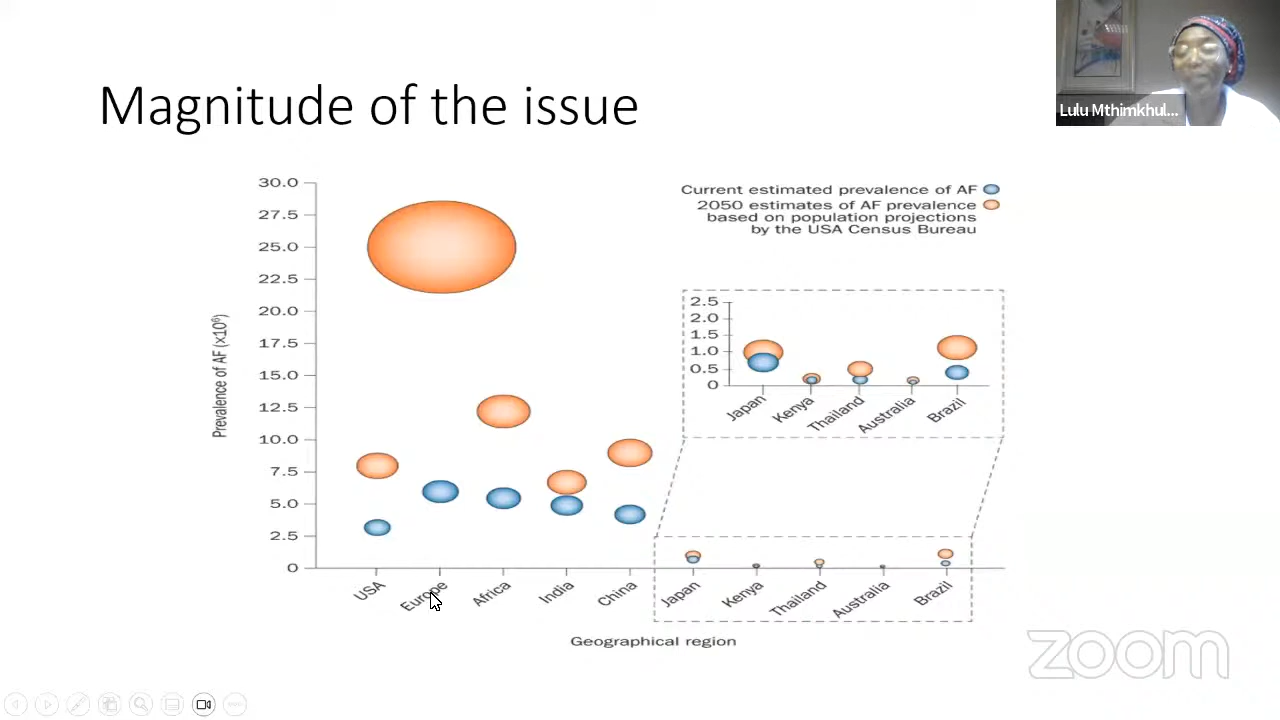 Lulu Mthimkhul...
Magnitude of the issue
30.0
27.5
25.0
22.5
20.0
17.5
15.0
12.5
10.0
7.5
5.0
2.5
0
Prevalence of AF (x10⁶)
Current estimated prevalence of AF
2050 estimates of AF prevalence
based on population projections
by the USA Census Bureau
2.5
2.0
1.5
1.0
0.5
0
Japan
Kenya
Thailand
Australia
Brazil
USA
Europe
Africa
India
China
Japan
Kenya
Thailand
Australia
Brazil
Geographical region
zoom